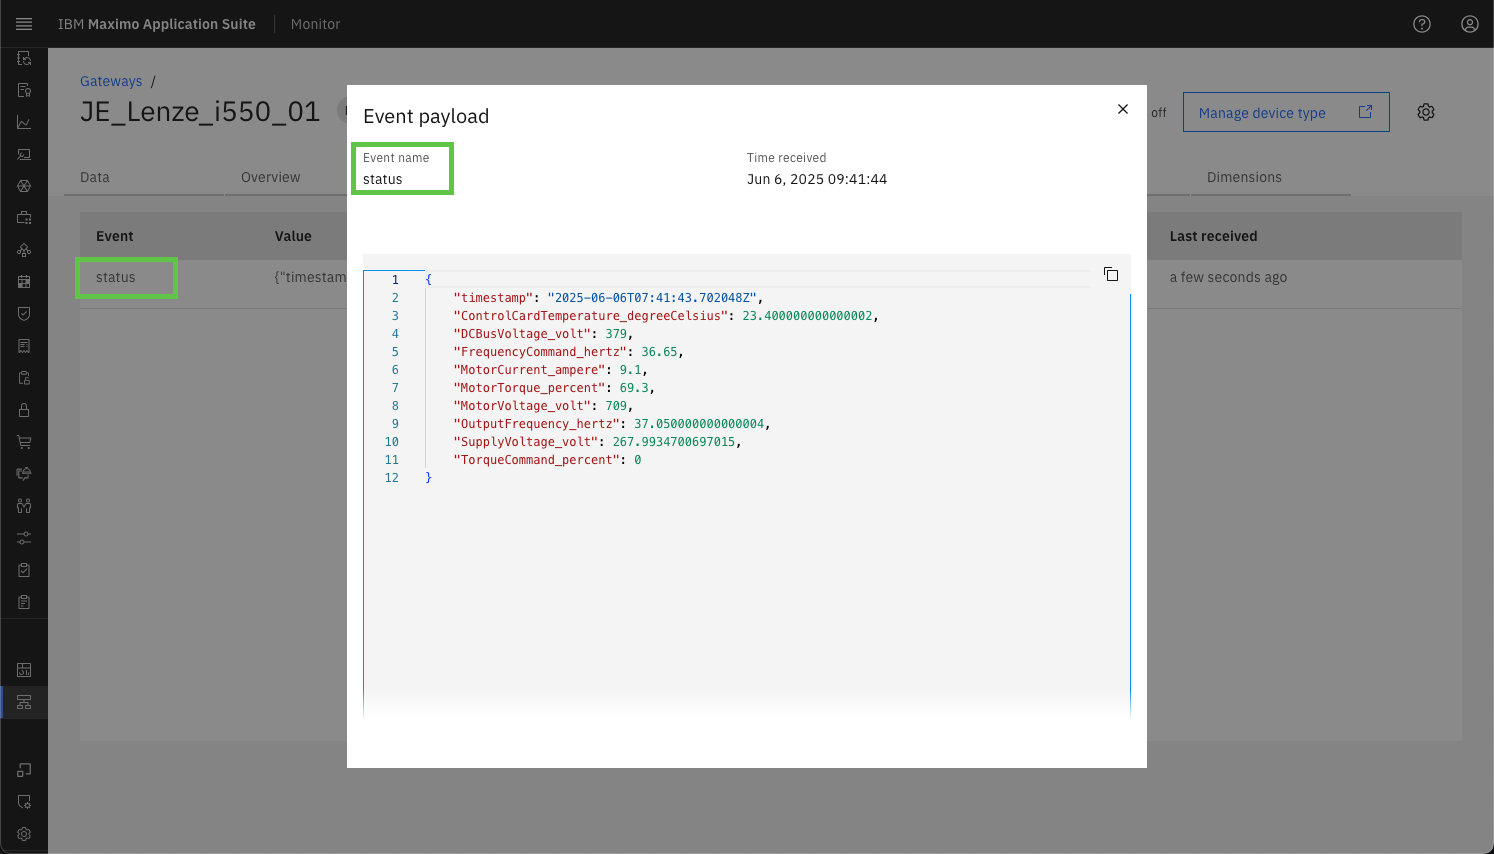 IBM Maximo Application Suite Monitor
Gateways /
JE_Lenze_i550_01
off
Manage device type
Data
Overview
Dimensions
Event
Value
Last received
status
{"timestam
a few seconds ago
Event payload
Event name
status
Time received
Jun 6, 2025 09:41:44
1 {
2 "timestamp": "2025-06-06T07:41:43.702048Z",
3 "ControlCardTemperature_degreeCelsius": 23.400000000000002,
4 "DCBusVoltage_volt": 379,
5 "FrequencyCommand_hertz": 36.65,
6 "MotorCurrent_ampere": 9.1,
7 "MotorTorque_percent": 69.3,
8 "MotorVoltage_volt": 709,
9 "OutputFrequency_hertz": 37.050000000000004,
10 "SupplyVoltage_volt": 267.9934700697015,
11 "TorqueCommand_percent": 0
12 }